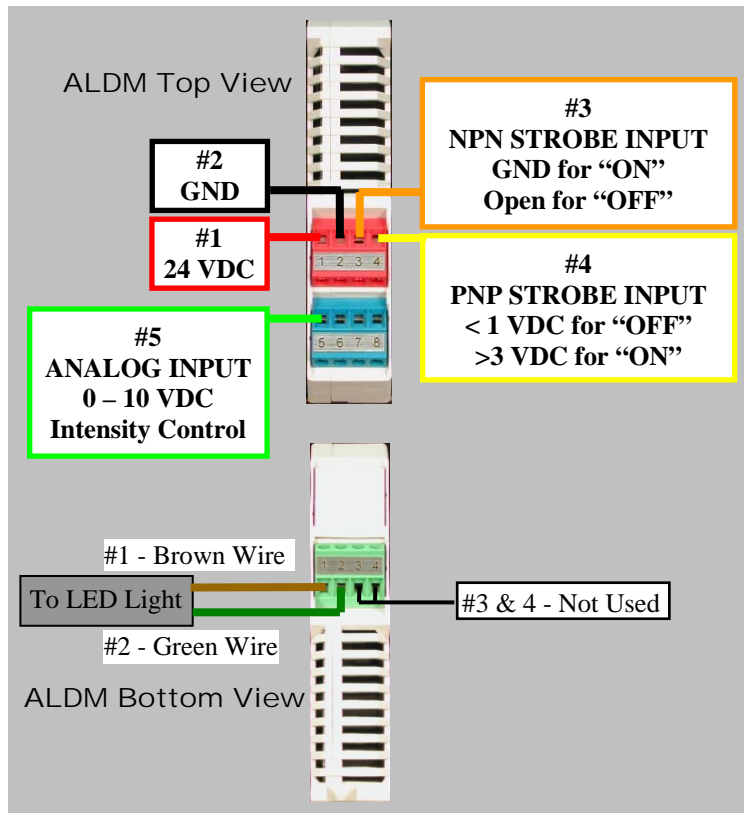 ALDM Top View
#2
GND
#1
24 VDC
#3
NPN STROBE INPUT
GND for “ON”
Open for “OFF”
#4
PNP STROBE INPUT
< 1 VDC for “OFF”
>3 VDC for “ON”
1 2 3 4
5 6 7 8
#5
ANALOG INPUT
0 – 10 VDC
Intensity Control
#1 - Brown Wire
1 2 3 4
To LED Light
#3 & 4 - Not Used
#2 - Green Wire
ALDM Bottom View